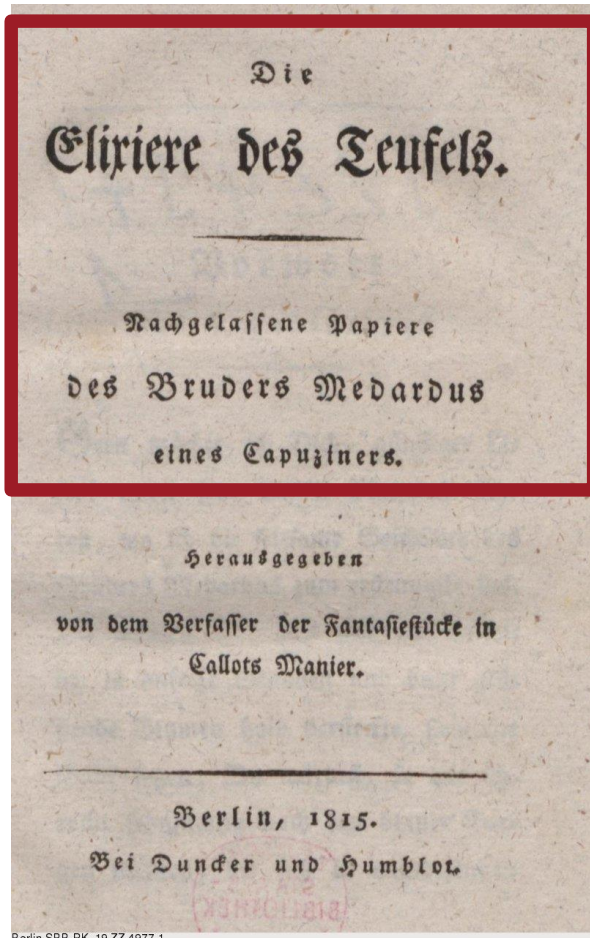 Die
Elixiere des Teufels.
Nachgelassene Papiere
des Bruders Medardus
eines Capuziners.
Herausgegeben
von dem Verfasser der Fantasiestücke in
Callots Manier.
Berlin, 1815.
Bei Duncker und Humblot.
BIBLIOTHEK